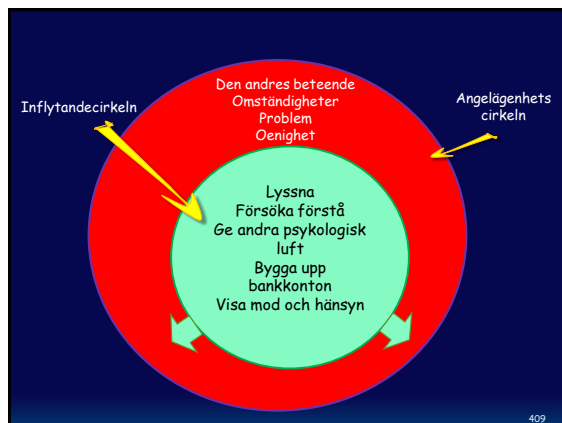 Den andres beteende
Omständigheter
Problem
Oenighet
Inflytandecirkeln
Angelägenhets
cirkeln
Lyssna
Försöka förstå
Ge andra psykologisk
luft
Bygga upp
bankkonton
Visa mod och hänsyn
409